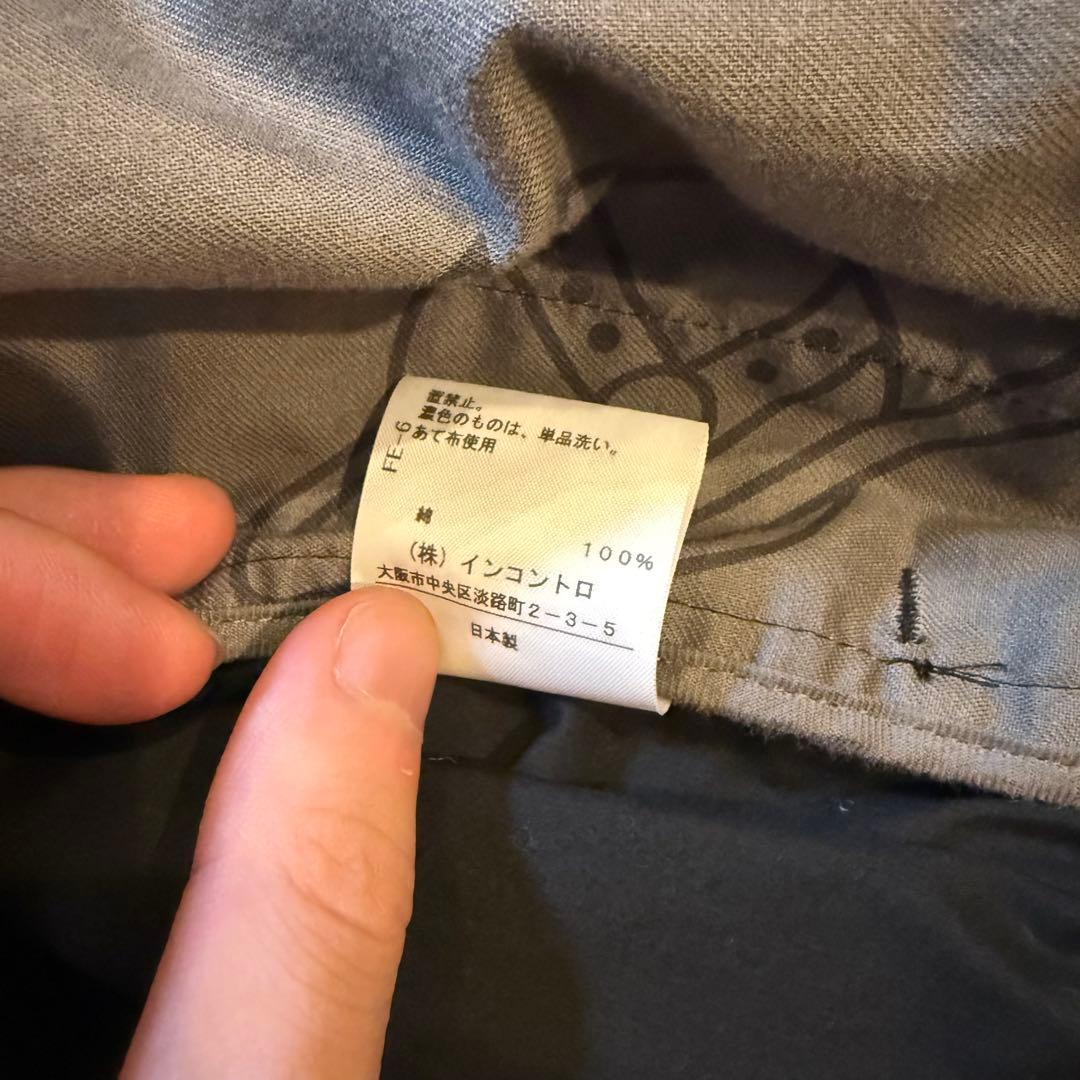 置禁止。
濃色のものは、単品洗い。
あて布使用
FE-6
綿 100%
(株) インコントロ
大阪市中央区淡路町2-3-5
日本製